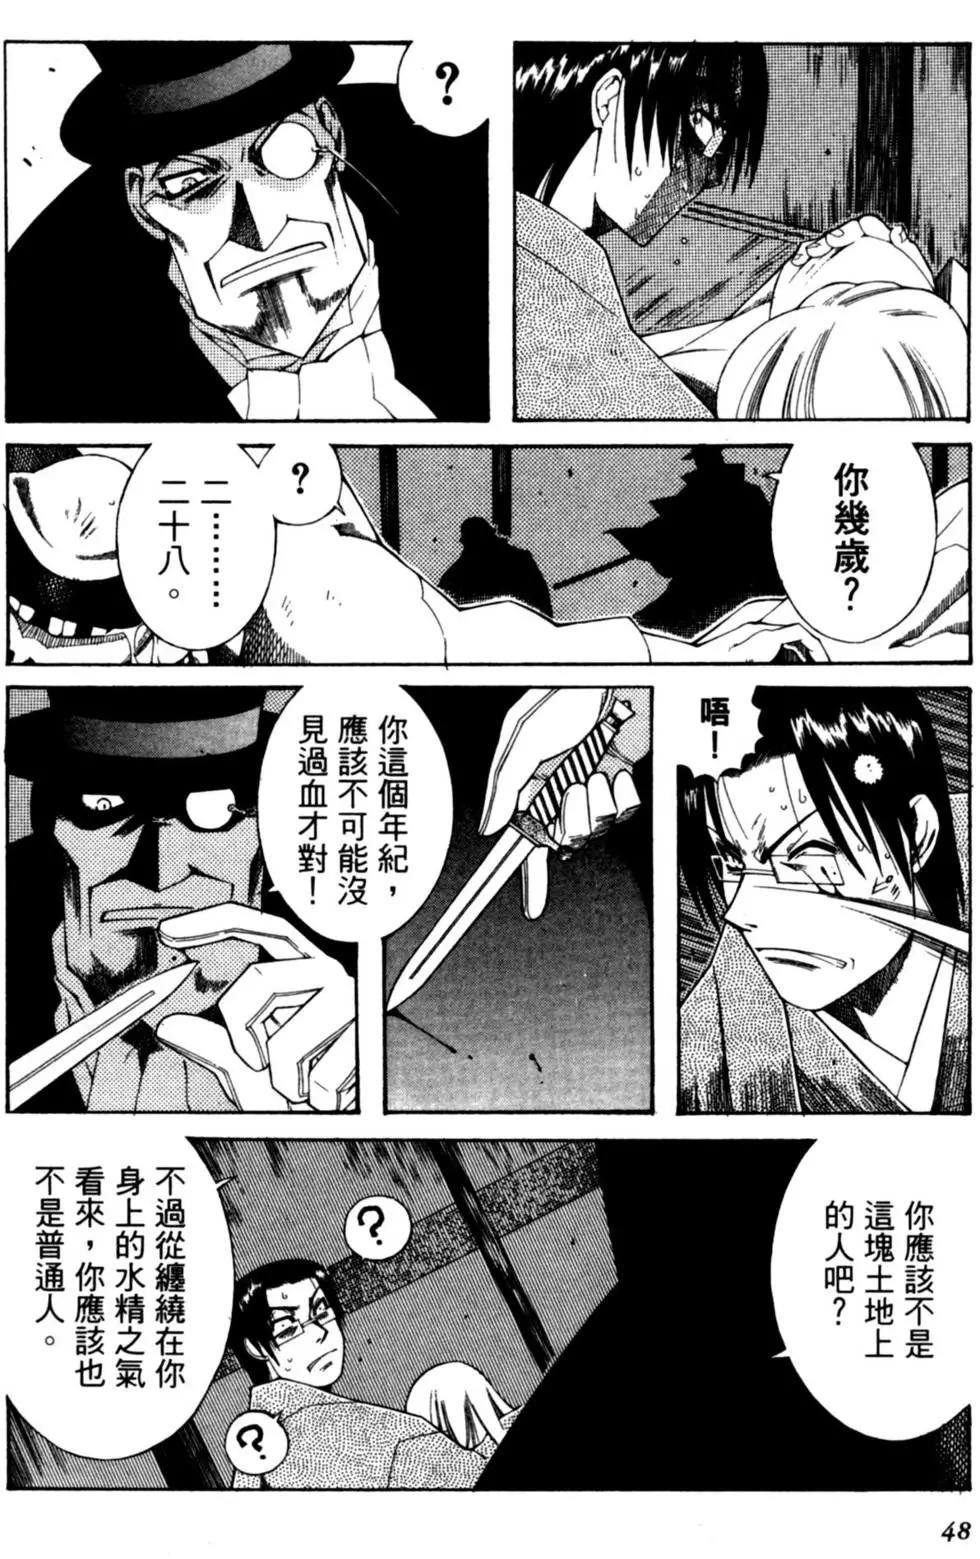 ？
你幾歲？
？
二………
二十八。
唔！
你這個年紀，
應該不可能沒
見過血才對！
你應該不是
這塊土地上
的人吧？
？
？
不過從纏繞在你
身上的水精之氣
看來，你應該也
不是普通人。
48